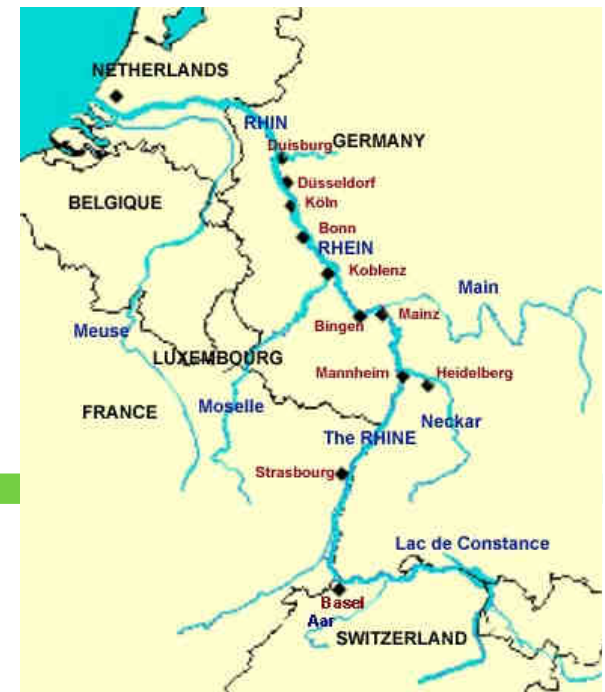 NETHERLANDS
RHIN
Duisburg
GERMANY
Düsseldorf
BELGIQUE
Köln
Bonn
RHEIN
Koblenz
Main
Meuse
Bingen
Mainz
LUXEMBOURG
Mannheim
Heidelberg
FRANCE
Moselle
Neckar
The RHINE
Strasbourg
Lac de Constance
Basel
Aar
SWITZERLAND